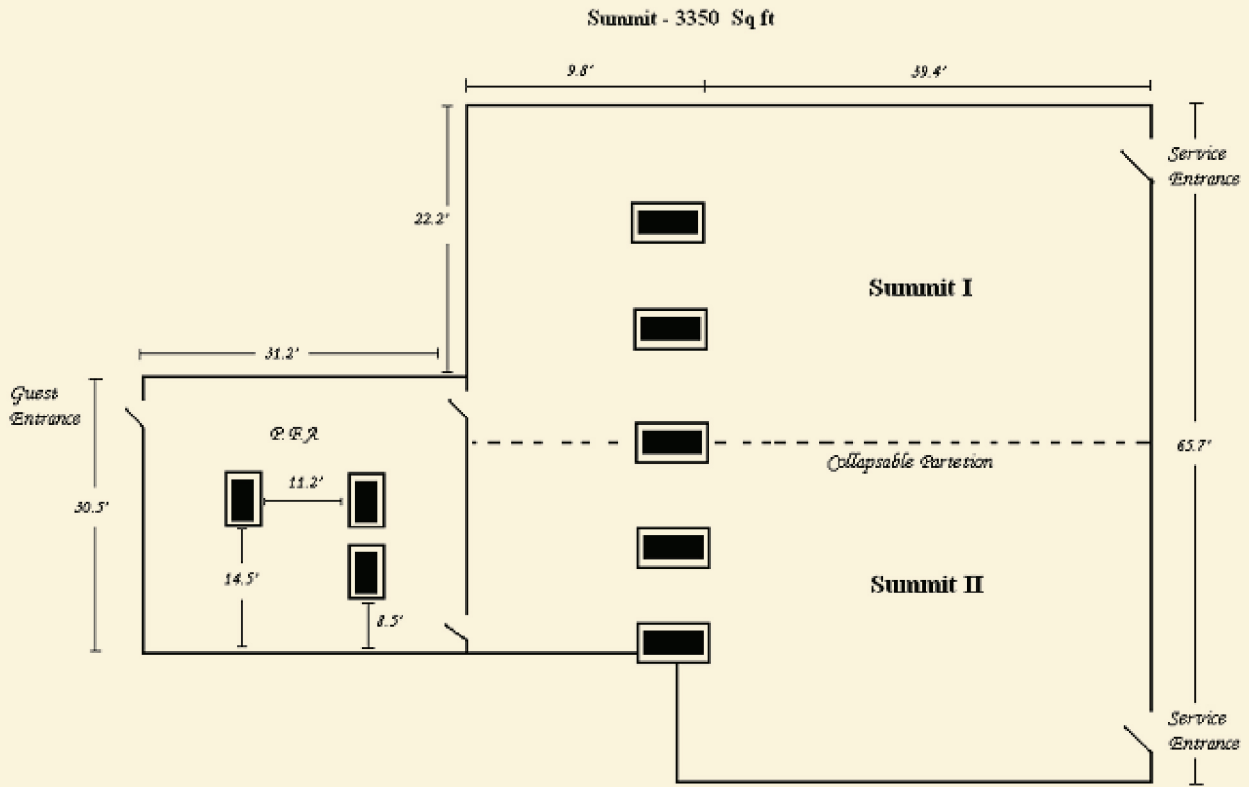 Summit - 3350 Sq ft
9.8'
39.4'
Service
Entrance
22.2'
Summit I
31.2'
Guest
Entrance
P.F.A
Collapsable Partetion
65.7'
11.2'
30.5'
14.5'
Summit II
8.5'
Service
Entrance